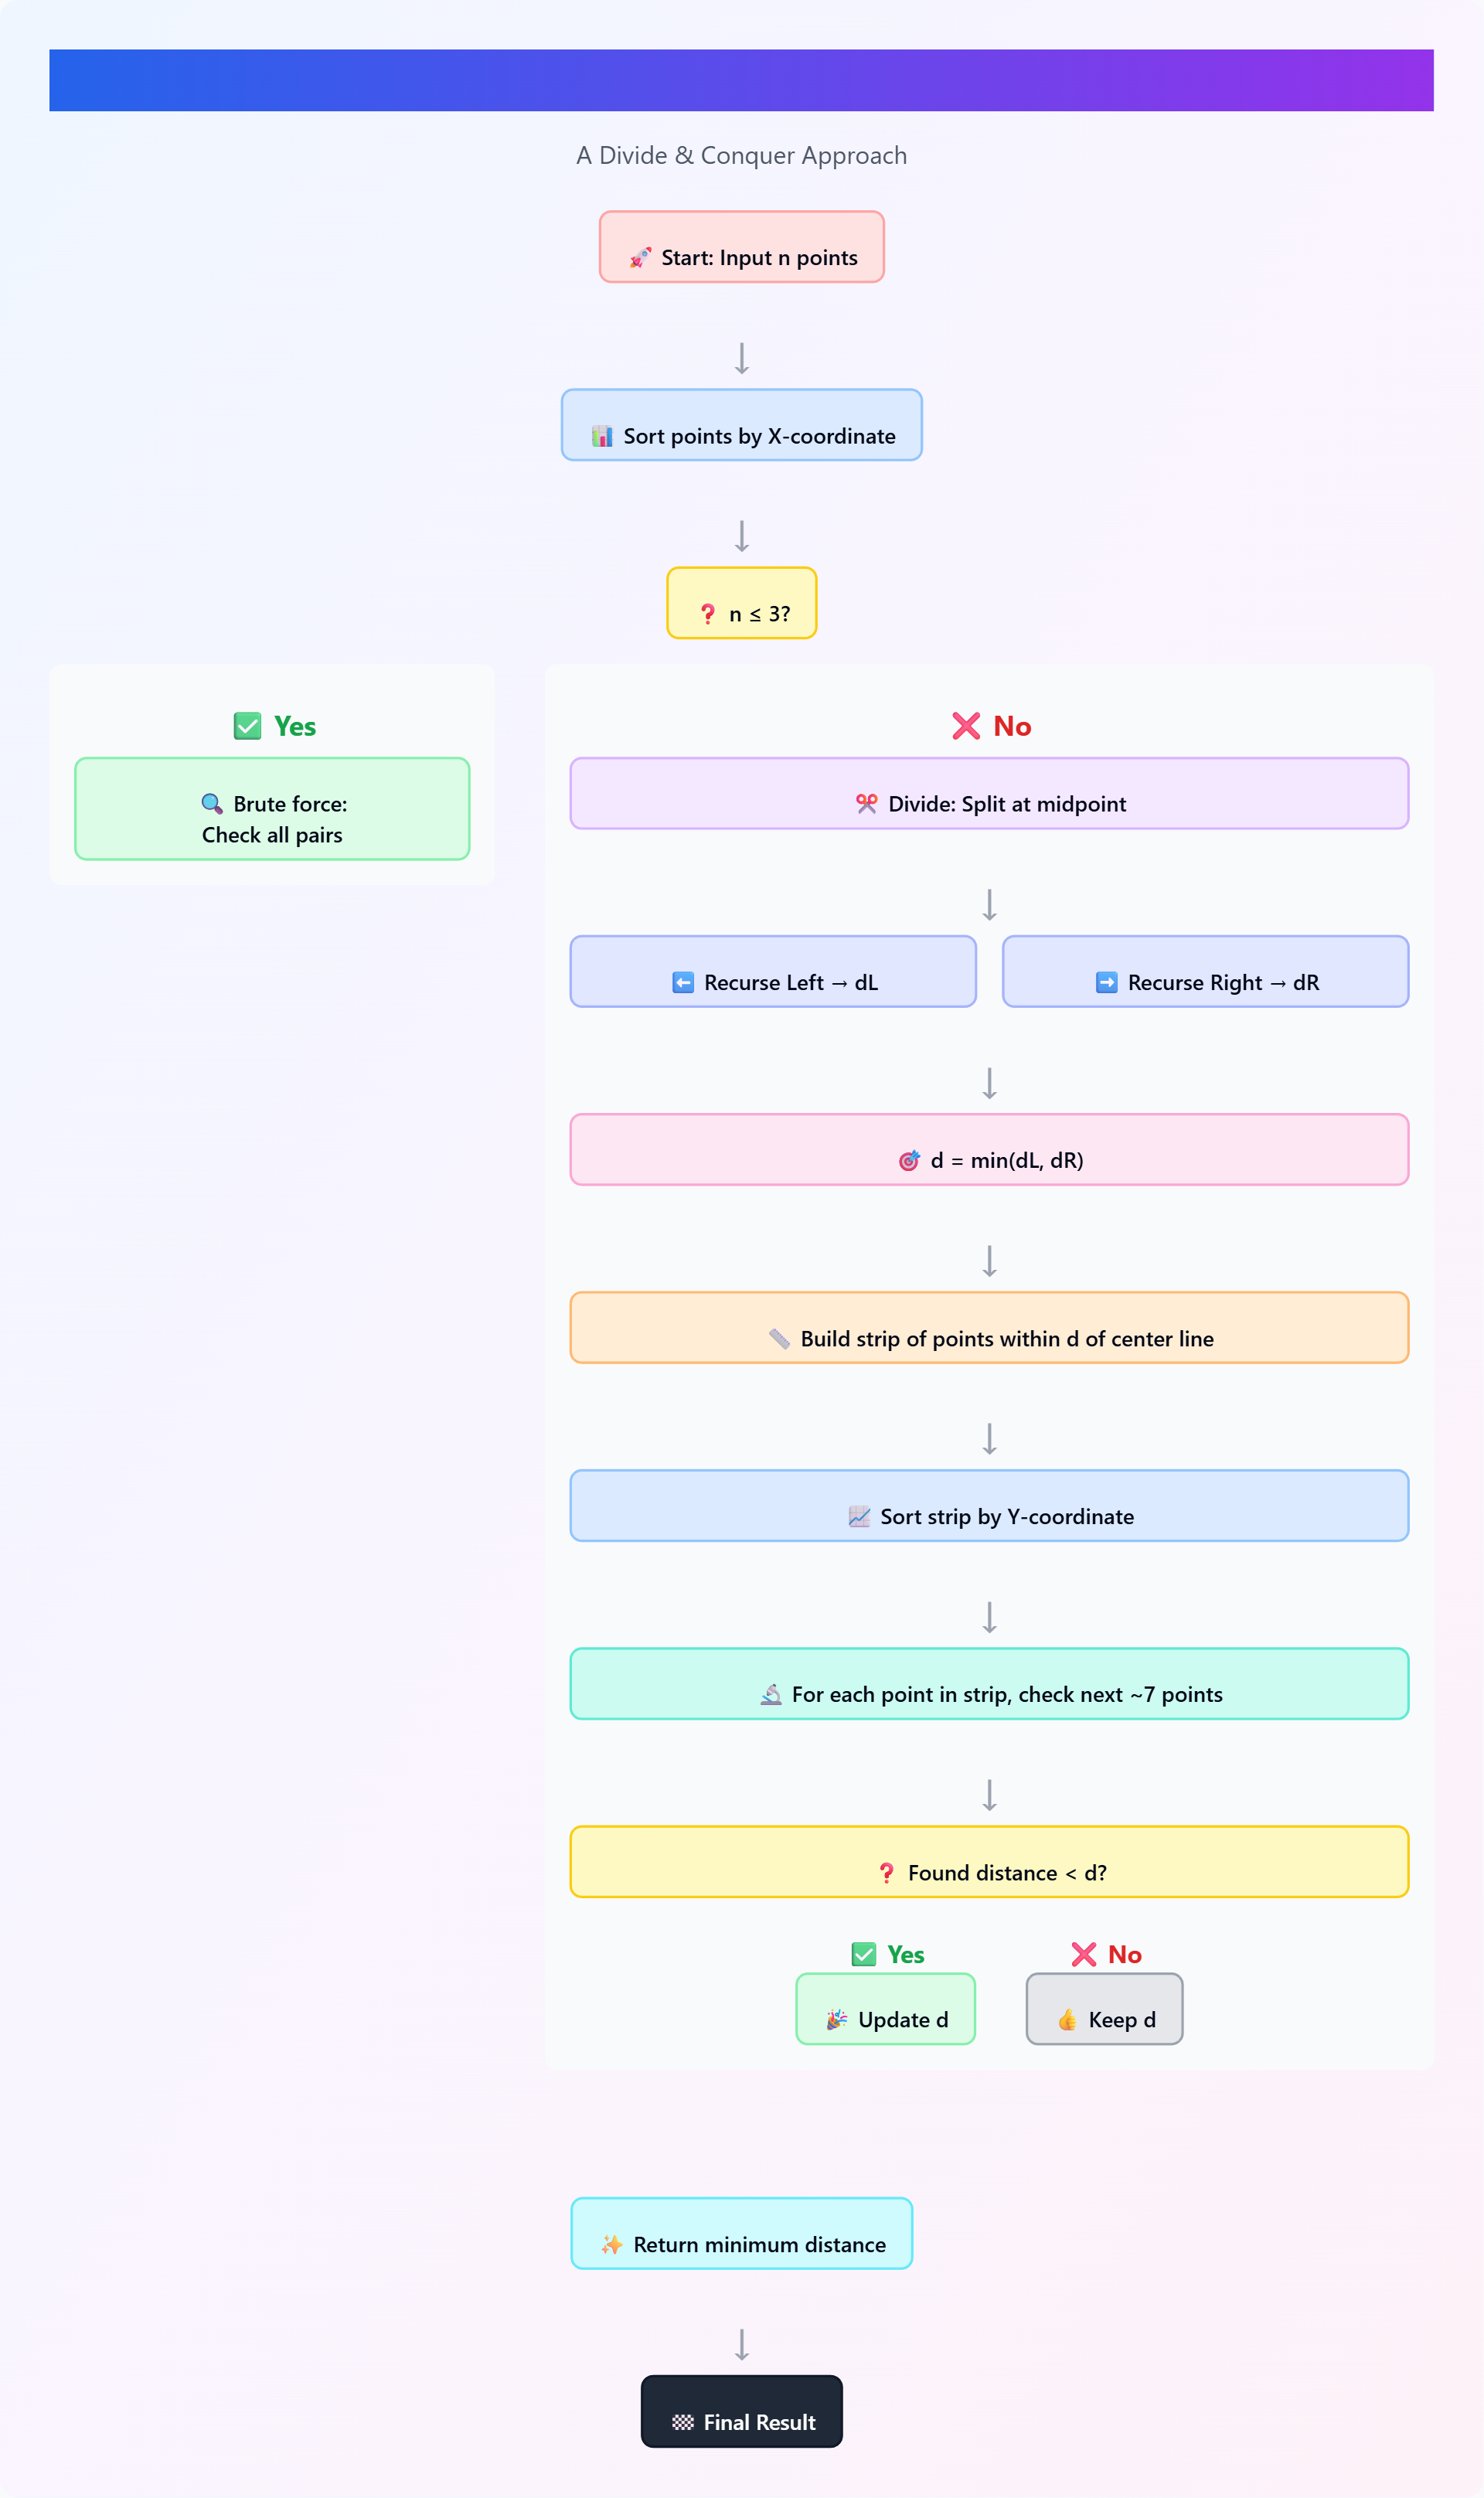 A Divide & Conquer Approach
🚀 Start: Input n points
↓
📊 Sort points by X-coordinate
↓
❓ n ≤ 3?
✅ Yes
🔍 Brute force:
Check all pairs
❌ No
✂️ Divide: Split at midpoint
↓
⬅️ Recurse Left → dL
➡️ Recurse Right → dR
↓
🎯 d = min(dL, dR)
↓
📏 Build strip of points within d of center line
↓
📈 Sort strip by Y-coordinate
↓
🔬 For each point in strip, check next ~7 points
↓
❓ Found distance < d?
✅ Yes
🎉 Update d
❌ No
👍 Keep d
✨ Return minimum distance
↓
🏁 Final Result